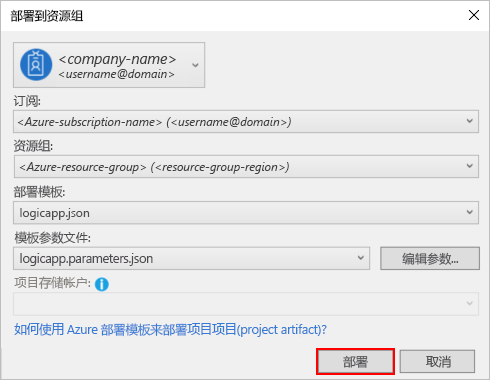 部署到资源组
<company-name>
<username@domain>
订阅:
<Azure-subscription-name> (<username@domain>)
资源组:
<Azure-resource-group> (<resource-group-region>)
部署模板:
logicapp.json
模板参数文件:
logicapp.parameters.json
编辑参数...
项目存储帐户:
如何使用 Azure 部署模板来部署项目项目(project artifact)?
部署
取消